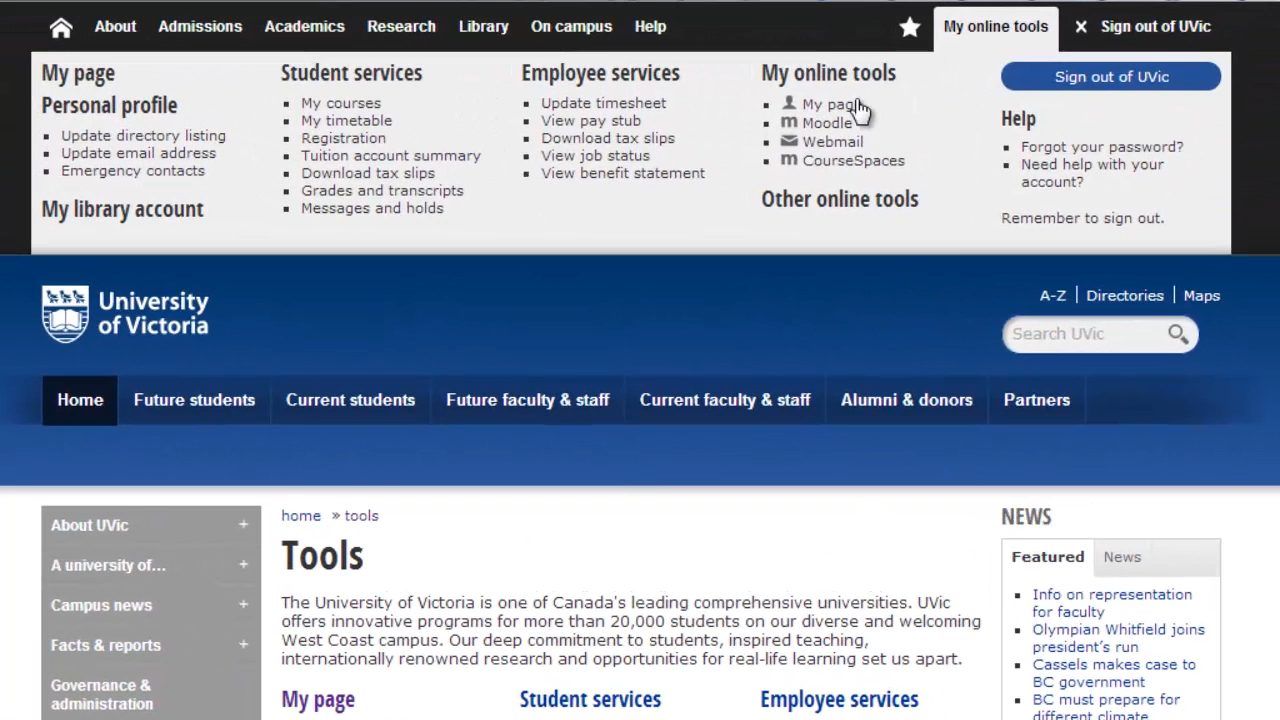 About Admissions Academics Research Library On campus Help My online tools × Sign out of UVic
My page
Personal profile
Update directory listing
Update email address
Emergency contacts
My library account
Student services
My courses
My timetable
Registration
Tuition account summary
Download tax slips
Grades and transcripts
Messages and holds
Employee services
Update timesheet
View pay stub
Download tax slips
View job status
View benefit statement
My online tools
My page
Moodle
Webmail
CourseSpaces
Other online tools
Sign out of UVic
Help
Forgot your password?
Need help with your
account?
Remember to sign out.
University
of Victoria
A-Z Directories Maps
Search UVic
Home Future students Current students Future faculty & staff Current faculty & staff Alumni & donors Partners
About UVic +
A university of... +
Campus news +
Facts & reports +
Governance &
administration
home » tools
Tools
The University of Victoria is one of Canada's leading comprehensive universities. UVic
offers innovative programs for more than 20,000 students on our diverse and welcoming
West Coast campus. Our deep commitment to students, inspired teaching,
internationally renowned research and opportunities for real-life learning set us apart.
My page Student services Employee services
NEWS
Featured News
Info on representation
for faculty
Olympian Whitfield joins
president's run
Cassels makes case to
BC government
BC must prepare for
different climate